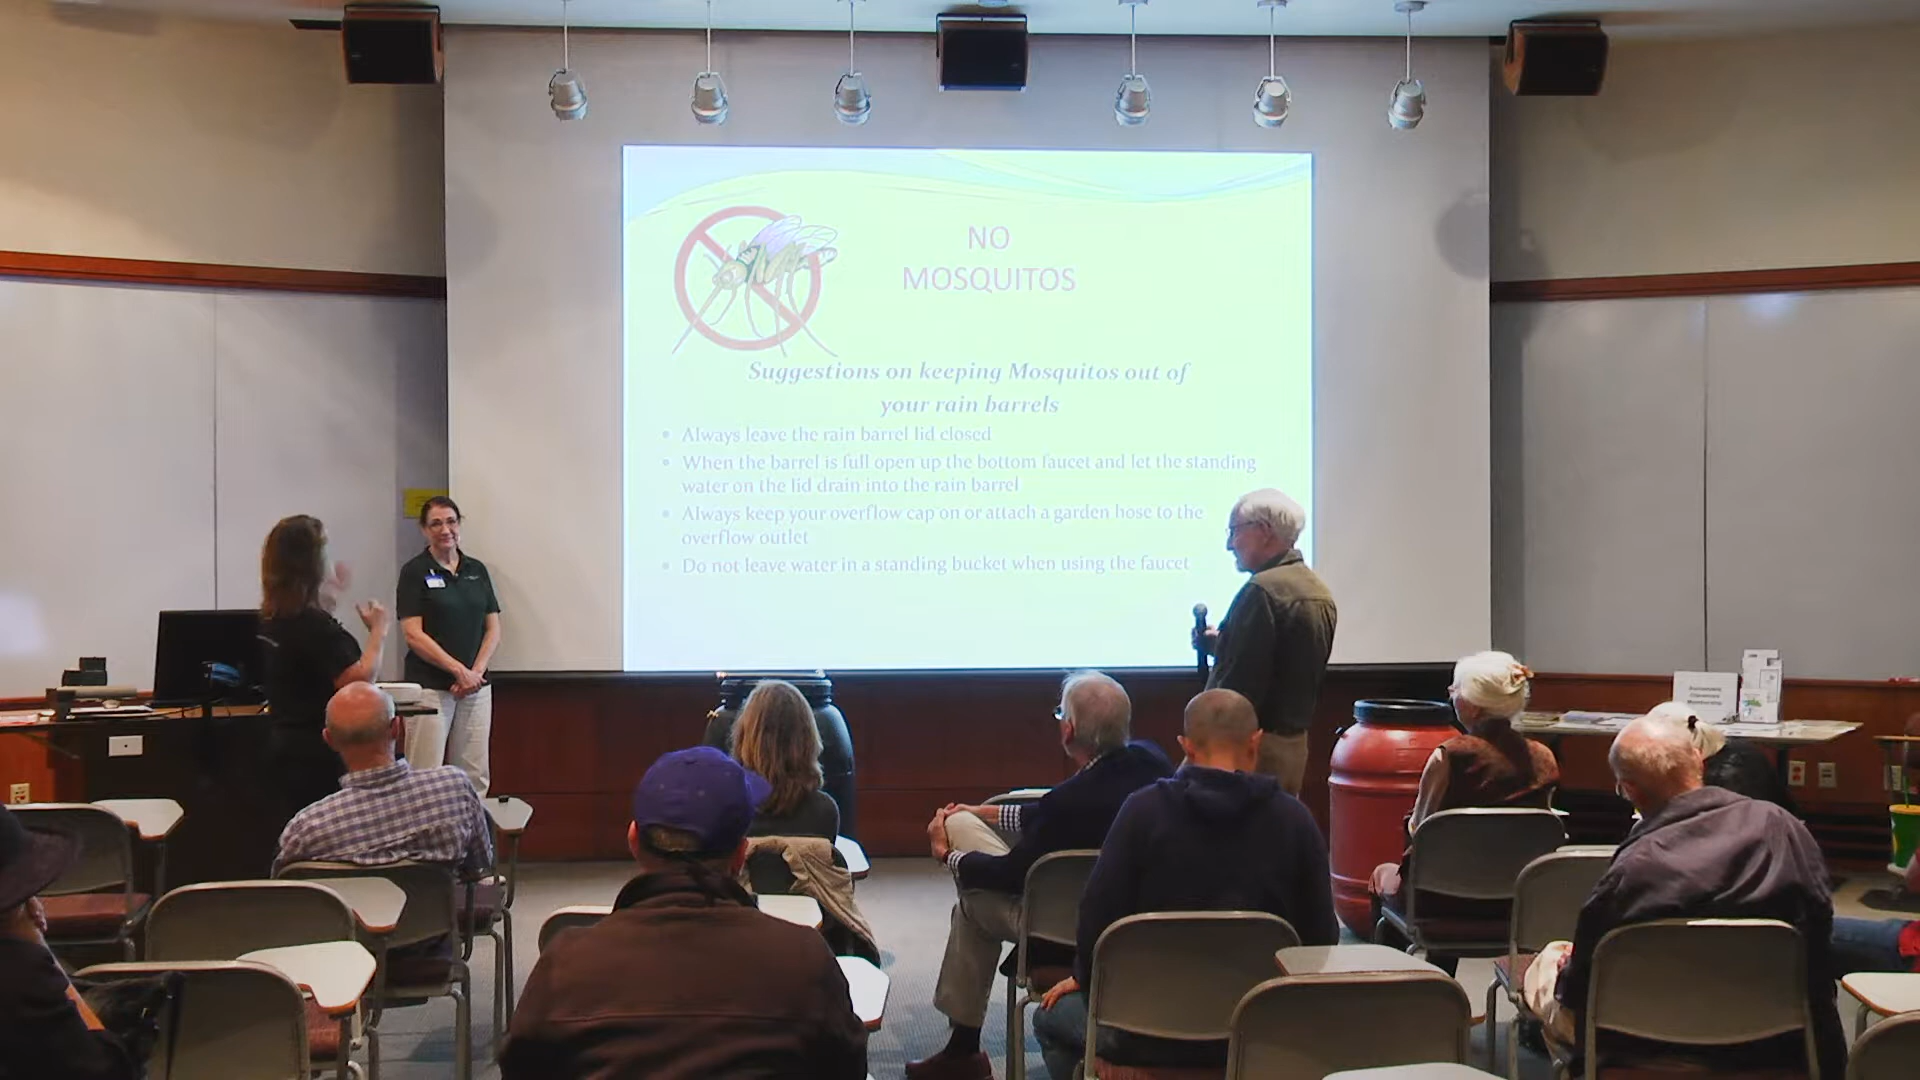 NO
MOSQUITOS
Suggestions on keeping Mosquitos out of
your rain barrels
• Always leave the rain barrel lid closed
• When the barrel is full open up the bottom faucet and let the standing
water on the lid drain into the rain barrel
• Always keep your overflow cap on or attach a garden hose to the
overflow outlet
• Do not leave water in a standing bucket when using the faucet